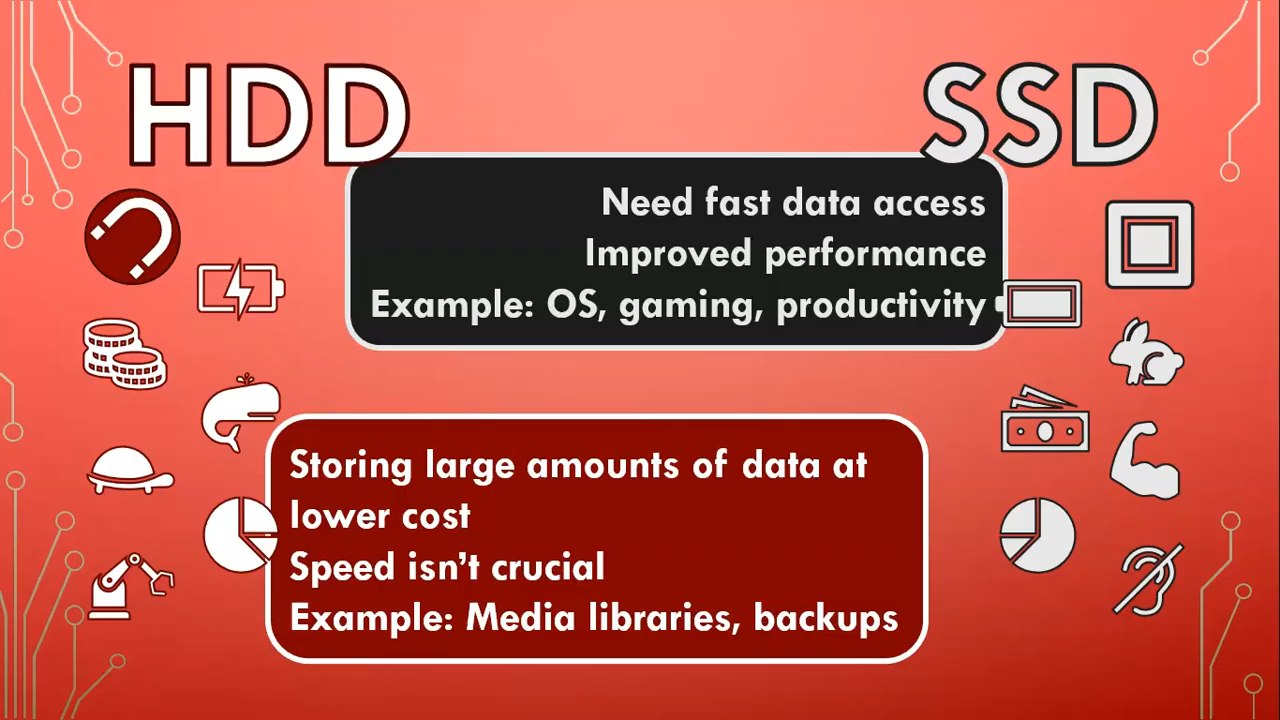 HDD
SSD
Need fast data access
Improved performance
Example: OS, gaming, productivity
Storing large amounts of data at
lower cost
Speed isn’t crucial
Example: Media libraries, backups